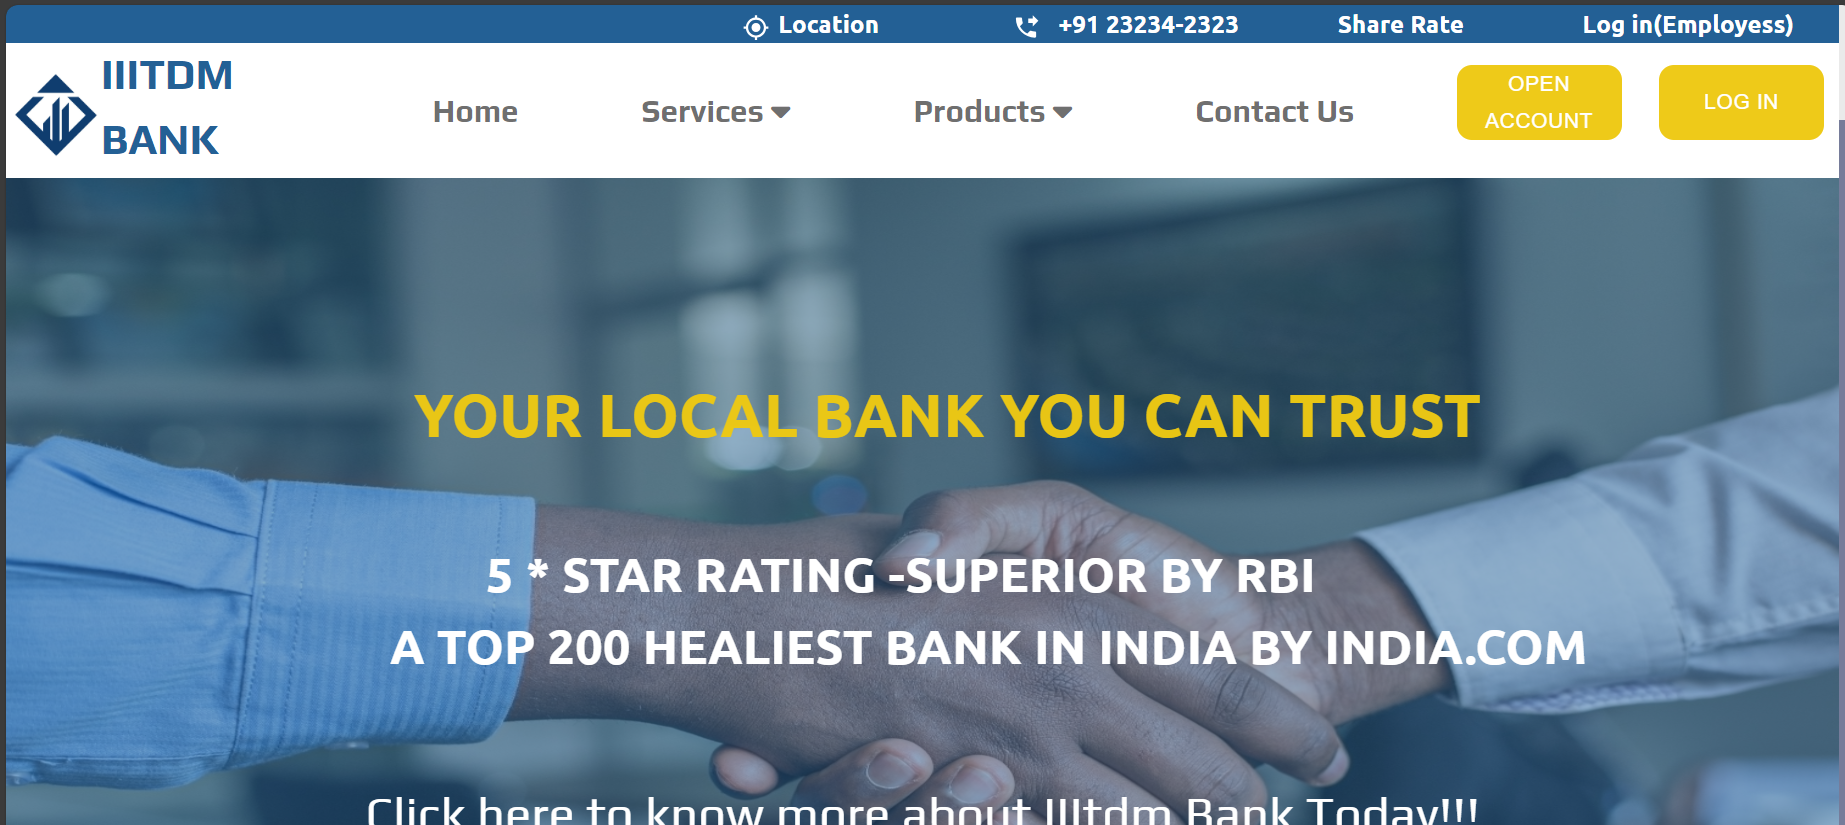 Location
+91 23234-2323
Share Rate
Log in(Employess)
IIITDM
BANK
Home
Services
Products
Contact Us
OPEN
ACCOUNT
LOG IN
YOUR LOCAL BANK YOU CAN TRUST
5 * STAR RATING -SUPERIOR BY RBI
A TOP 200 HEALIEST BANK IN INDIA BY INDIA.COM
Click here to know more about IIItdm Bank Today!!!